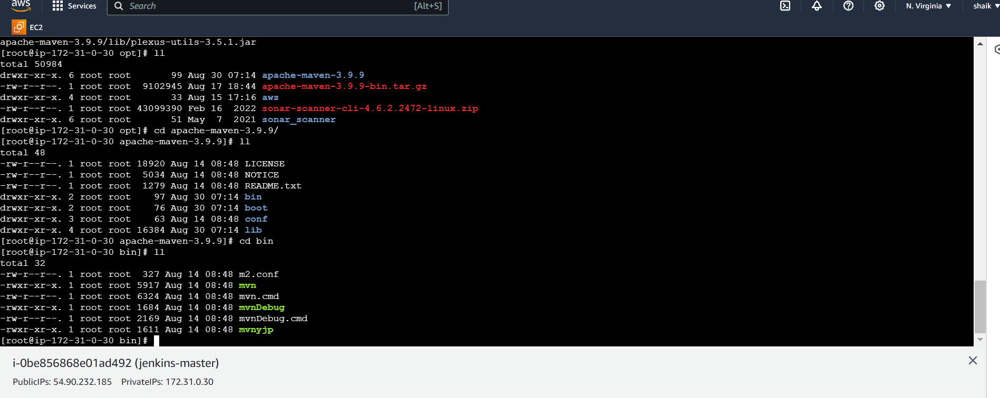 aws
Services
Search [Alt+S]
N. Virginia
shaik
EC2
apache-maven-3.9.9/lib/plexus-utils-3.5.1.jar
[root@ip-172-31-0-30 opt]# ll
total 50984
drwxr-xr-x. 6 root root       99 Aug 30 07:14 apache-maven-3.9.9
-rw-r--r--. 1 root root  9102945 Aug 17 18:44 apache-maven-3.9.9-bin.tar.gz
drwxr-xr-x. 4 root root       33 Aug 15 17:16 aws
-rw-r--r--. 1 root root 43099390 Feb 16  2022 sonar-scanner-cli-4.6.2.2472-linux.zip
drwxr-xr-x. 6 root root       51 May  7  2021 sonar_scanner
[root@ip-172-31-0-30 opt]# cd apache-maven-3.9.9/
[root@ip-172-31-0-30 apache-maven-3.9.9]# ll
total 48
-rw-r--r--. 1 root root 18920 Aug 14 08:48 LICENSE
-rw-r--r--. 1 root root  5034 Aug 14 08:48 NOTICE
-rw-r--r--. 1 root root  1279 Aug 14 08:48 README.txt
drwxr-xr-x. 2 root root    97 Aug 30 07:14 bin
drwxr-xr-x. 2 root root    76 Aug 30 07:14 boot
drwxr-xr-x. 3 root root    63 Aug 14 08:48 conf
drwxr-xr-x. 4 root root 16384 Aug 30 07:14 lib
[root@ip-172-31-0-30 apache-maven-3.9.9]# cd bin
[root@ip-172-31-0-30 bin]# ll
total 32
-rw-r--r--. 1 root root  327 Aug 14 08:48 m2.conf
-rwxr-xr-x. 1 root root 5917 Aug 14 08:48 mvn
-rw-r--r--. 1 root root 6324 Aug 14 08:48 mvn.cmd
-rwxr-xr-x. 1 root root 1684 Aug 14 08:48 mvnDebug
-rw-r--r--. 1 root root 2169 Aug 14 08:48 mvnDebug.cmd
-rwxr-xr-x. 1 root root 1611 Aug 14 08:48 mvnyjp
[root@ip-172-31-0-30 bin]#
i-0be856868e01ad492 (jenkins-master)
PublicIPs: 54.90.232.185 PrivateIPs: 172.31.0.30